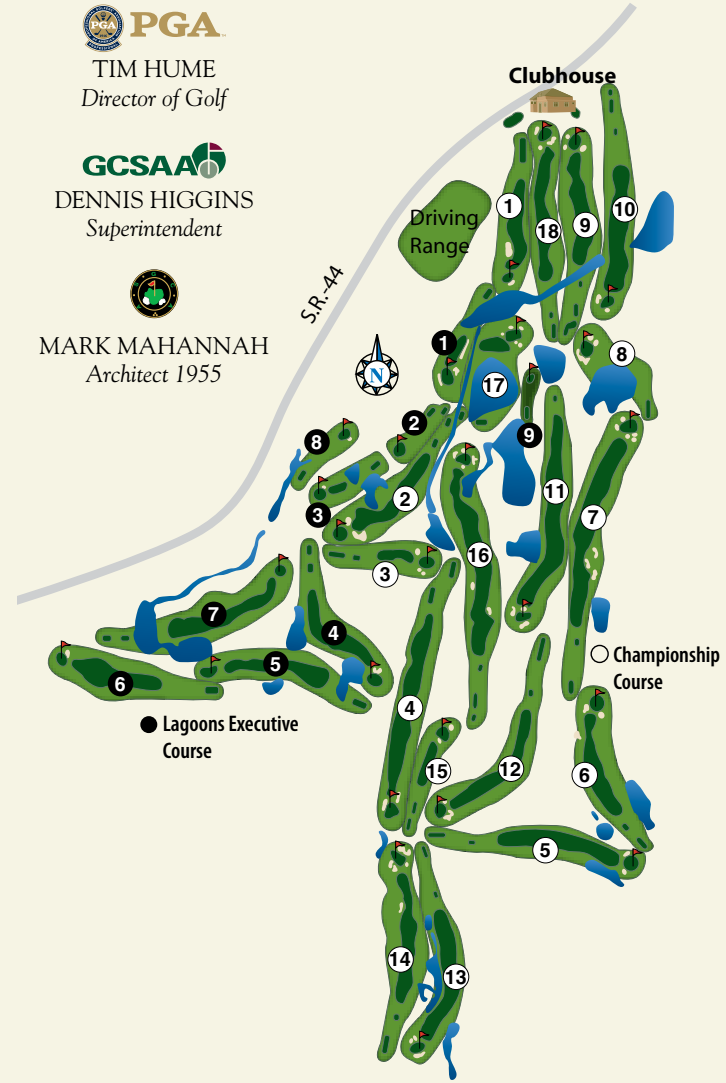 PGA
PGA
TIM HUME
Director of Golf
Clubhouse
GCSAA
DENNIS HIGGINS
Superintendent
Driving
Range
S.R.-44
MARK MAHANNAH
Architect 1955
N
1
18
9
10
1
17
8
2
8
9
2
11
3
7
3
16
7
4
5
6
Championship
Course
Lagoons Executive
Course
4
15
12
6
5
14
13